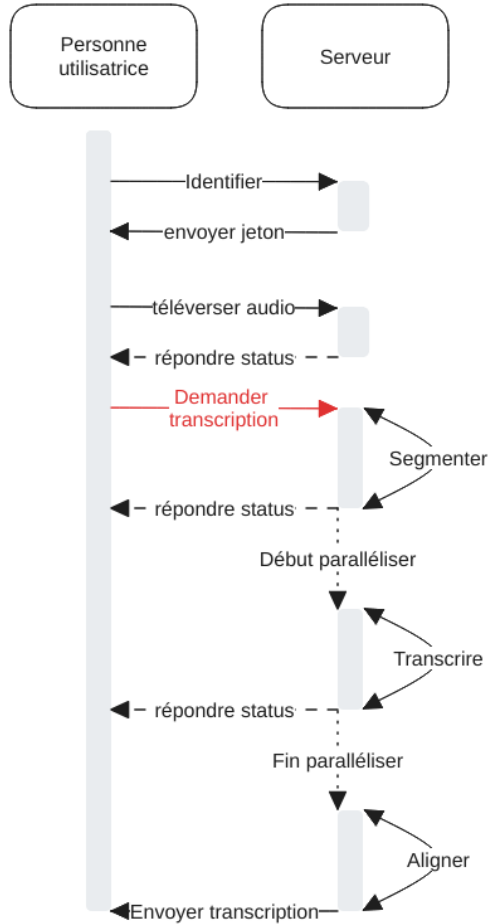 Personne
utilisatrice
Serveur
Identifier
envoyer jeton
téléverser audio
répondre status
Demander
transcription
Segmenter
répondre status
Début paralléliser
Transcrire
répondre status
Fin paralléliser
Aligner
Envoyer transcription